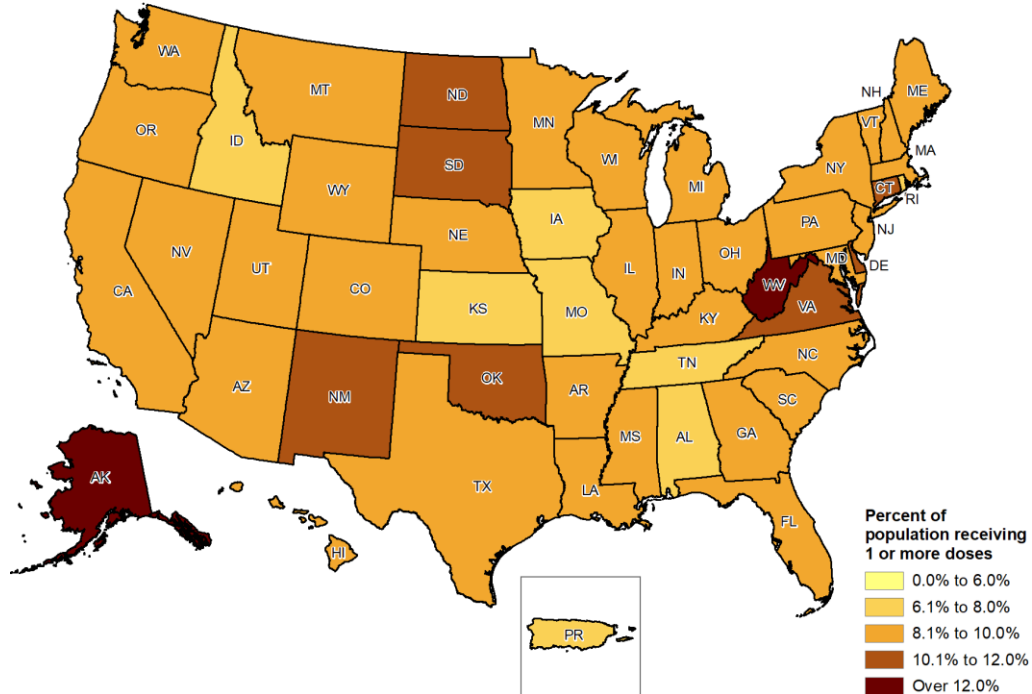 WA
MT
ND
MN
NH
ME
VT
OR
ID
SD
WI
MI
NY
MA
WY
CT
RI
IA
PA
NJ
NE
NV
UT
CO
IL
IN
OH
MD
DE
WV
CA
KS
MO
KY
VA
TN
NC
AZ
NM
OK
AR
SC
MS
AL
GA
AK
TX
LA
FL
HI
PR
Percent of
population receiving
1 or more doses
0.0% to 6.0%
6.1% to 8.0%
8.1% to 10.0%
10.1% to 12.0%
Over 12.0%